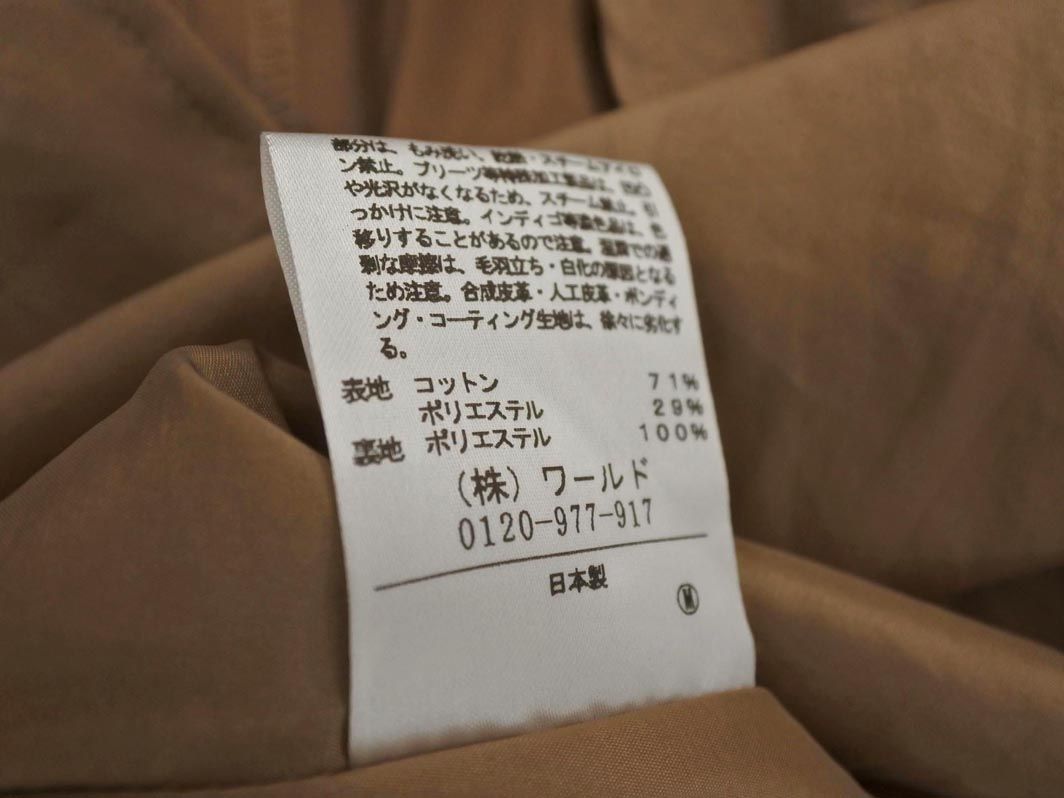 部分は、もみ洗い、乾燥・スチームアイロ
ン禁止。プリーツ等特殊加工製品は、
や光沢がなくなるため、スチーム禁止。引
っかけに注意。インディゴ等染色品は、色
移りすることがあるので注意。湿潤での過
剰な摩擦は、毛羽立ち・白化の原因となる
ため注意。合成皮革・人工皮革・ボンディ
ング・コーティング生地は、徐々に劣化す
る。
表地 コットン 71%
ポリエステル 29%
裏地 ポリエステル 100%
(株)ワールド
0120-977-917
日本製
M